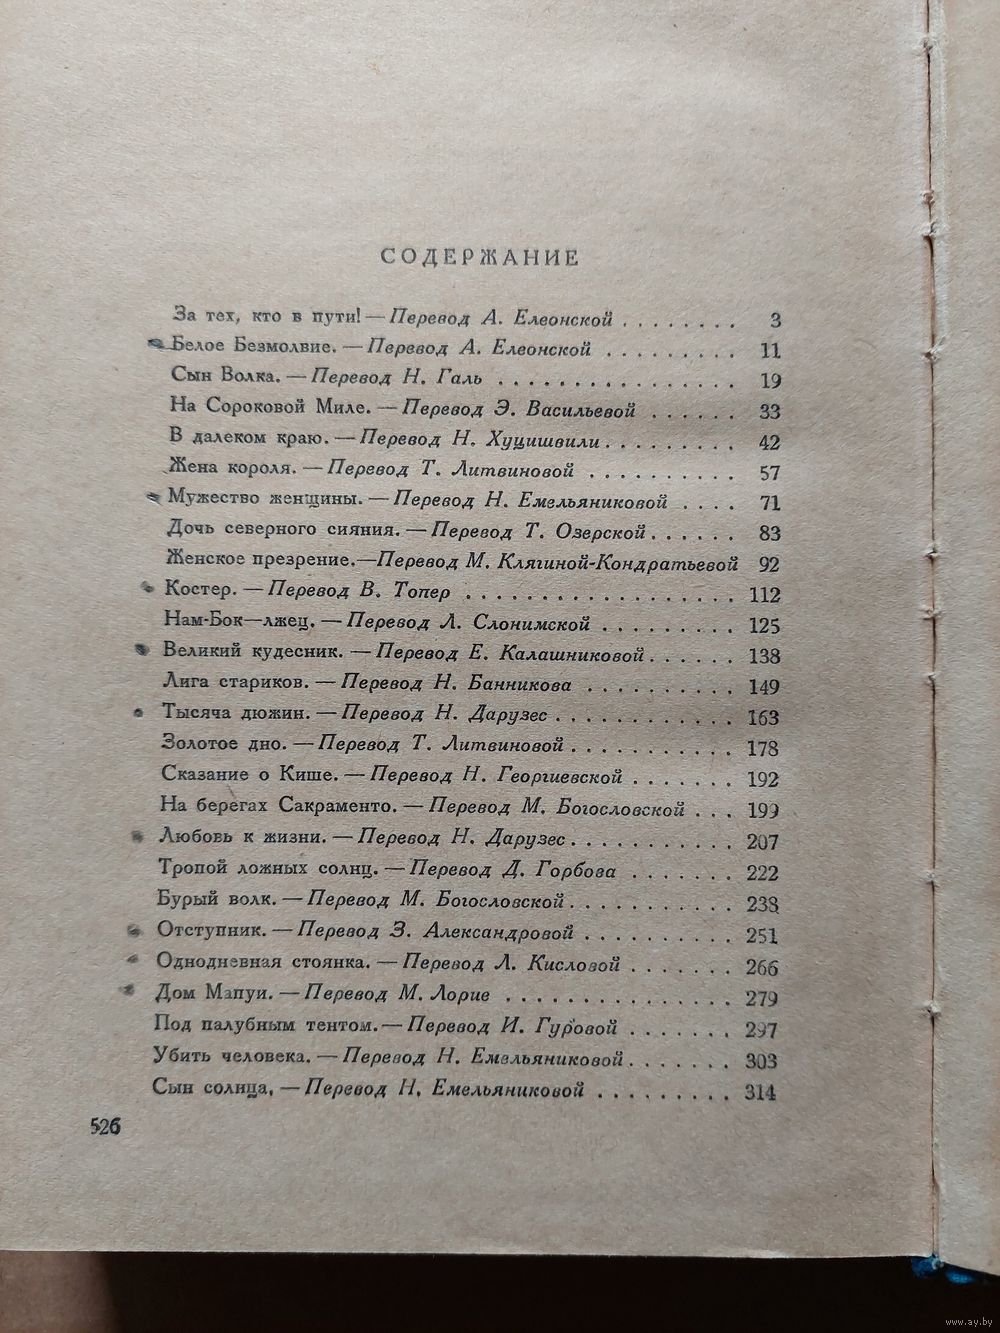 СОДЕРЖАНИЕ
За тех, кто в пути! — Перевод А. Елеонской . . . . . . . . 3
Белое Безмолвие. — Перевод А. Елеонской . . . . . . . . . 11
Сын Волка. — Перевод Н. Галь . . . . . . . . . . . . . . . . 19
На Сороковой Миле. — Перевод Э. Васильевой . . . . . . 33
В далеком краю. — Перевод Н. Хуцишвили . . . . . . . . . 42
Жена короля. — Перевод Т. Литвиновой . . . . . . . . . . 57
Мужество женщины. — Перевод Н. Емельяниковой . . . . 71
Дочь северного сияния. — Перевод Т. Озерской . . . . . . 83
Женское презрение. — Перевод М. Клягиной-Кондратьевой 92
Костер. — Перевод В. Топер . . . . . . . . . . . . . . . . . . 112
Нам-Бок—лжец. — Перевод Л. Слонимской . . . . . . . . . 125
Великий кудесник. — Перевод Е. Калашниковой . . . . . . 138
Лига стариков. — Перевод Н. Банникова . . . . . . . . . . 149
Тысяча дюжин. — Перевод Н. Дарузес . . . . . . . . . . . . 163
Золотое дно. — Перевод Т. Литвиновой . . . . . . . . . . . 178
Сказание о Кише. — Перевод Н. Георгиевской . . . . . . . 192
На берегах Сакраменто. — Перевод М. Богословской . . . 199
Любовь к жизни. — Перевод Н. Дарузес . . . . . . . . . . . 207
Тропой ложных солнц. — Перевод Д. Горбова . . . . . . . 222
Бурый волк. — Перевод М. Богословской . . . . . . . . . . . 238
Отступник. — Перевод З. Александровой . . . . . . . . . . 251
Однодневная стоянка. — Перевод Л. Кисловой . . . . . . . 266
Дом Мапуи. — Перевод М. Лорие . . . . . . . . . . . . . . . 279
Под палубным тентом. — Перевод И. Гуровой . . . . . . . 297
Убить человека. — Перевод Н. Емельяниковой . . . . . . . 303
Сын солнца. — Перевод Н. Емельяниковой . . . . . . . . . 314
526
www.ay.by